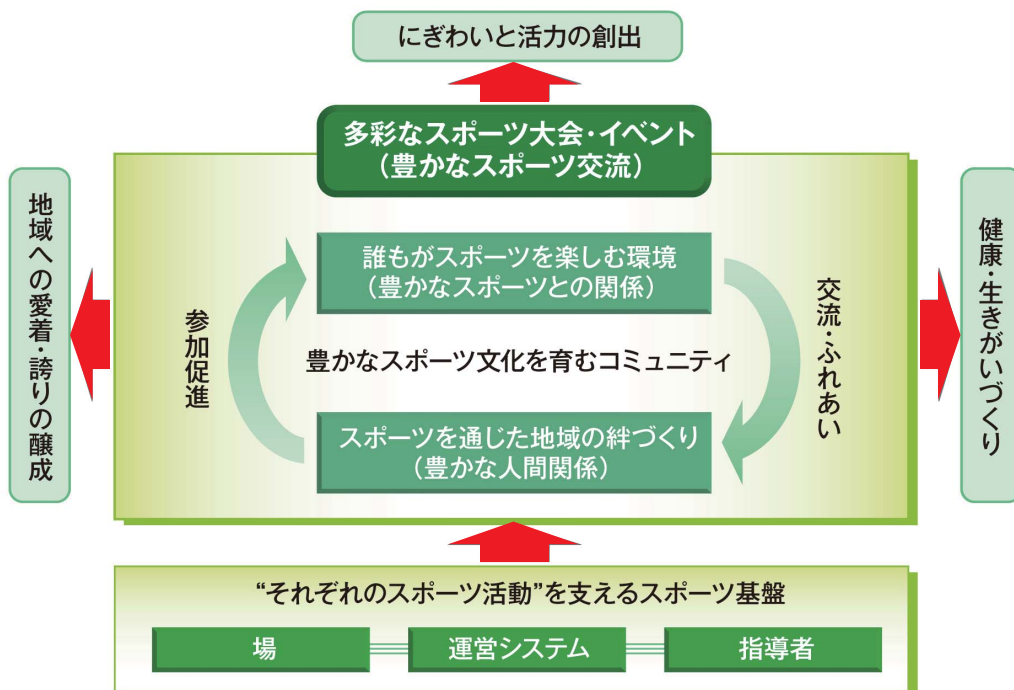 にぎわいと活力の創出
多彩なスポーツ大会・イベント
（豊かなスポーツ交流）
地域への愛着・誇りの醸成
参加促進
誰もがスポーツを楽しむ環境
（豊かなスポーツとの関係）
豊かなスポーツ文化を育むコミュニティ
スポーツを通じた地域の絆づくり
（豊かな人間関係）
交流・ふれあい
健康・生きがいづくり
“それぞれのスポーツ活動”を支えるスポーツ基盤
場
運営システム
指導者